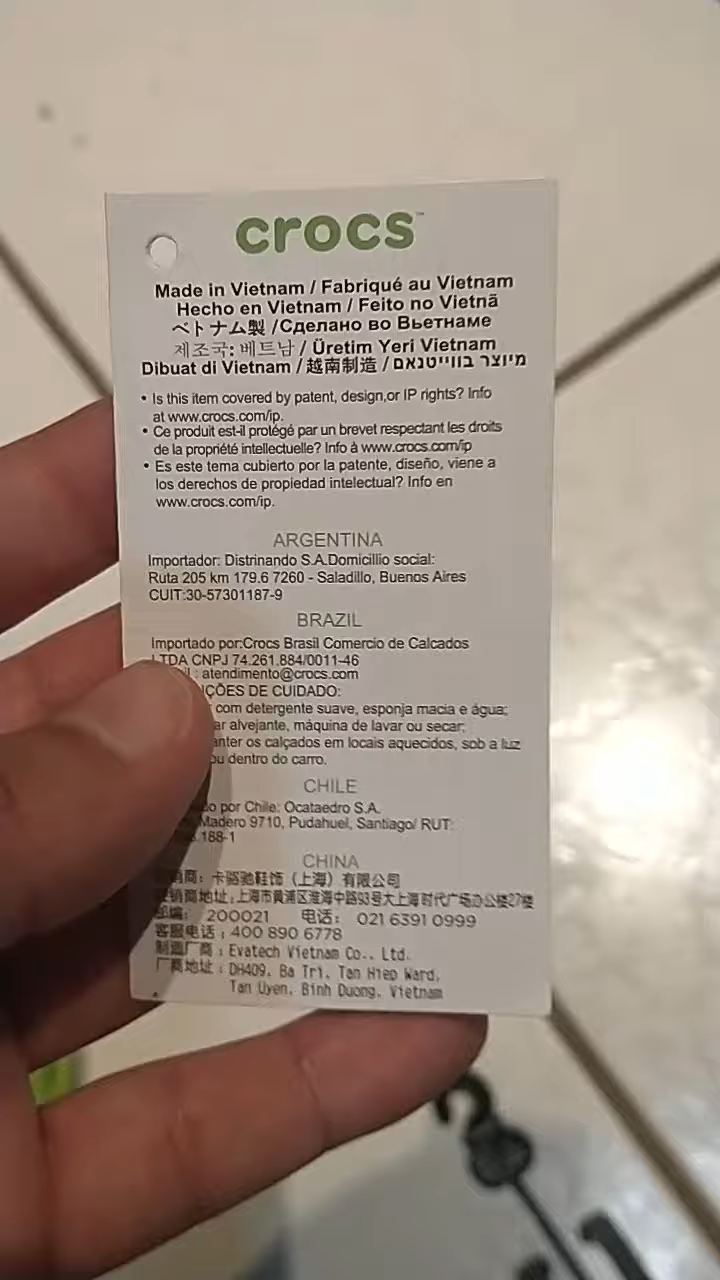 crocs™
Made in Vietnam / Fabriqué au Vietnam
Hecho en Vietnam / Feito no Vietnã
ベトナム製 /Сделано во Вьетнаме
제조국: 베트남 / Üretim Yeri Vietnam
Dibuat di Vietnam / 越南制造 / מיוצר בווייטנאם
• Is this item covered by patent, design,or IP rights? Info
at www.crocs.com/ip.
• Ce produit est-il protégé par un brevet respectant les droits
de la propriété intellectuelle? Info à www.crocs.com/ip
• Es este tema cubierto por la patente, diseño, viene a
los derechos de propiedad intelectual? Info en
www.crocs.com/ip.
ARGENTINA
Importador: Distrinando S.A.Domicillio social:
Ruta 205 km 179.6 7260 - Saladillo, Buenos Aires
CUIT:30-57301187-9
BRAZIL
Importado por:Crocs Brasil Comercio de Calcados
LTDA CNPJ 74.261.884/0011-46
: atendimento@crocs.com
DE CUIDADO:
com detergente suave, esponja macia e água;
alvejante, máquina de lavar ou secar;
os calçados em locais aquecidos, sob a luz
ou dentro do carro.
CHILE
por Chile: Ocataedro S.A.
Madero 9710, Pudahuel, Santiago/ RUT:
.188-1
CHINA
销商: 卡骆驰鞋饰（上海）有限公司
经销商地址: 上海市黄浦区淮海中路93号大上海时代广场办公楼27楼
邮编: 200021 电话: 021 6391 0999
客服电话: 400 890 6778
制造厂商: Evatech Vietnam Co., Ltd.
厂商地址: DH409, Ba Tri, Tan Hiep Ward,
Tan Uyen, Binh Duong, Vietnam